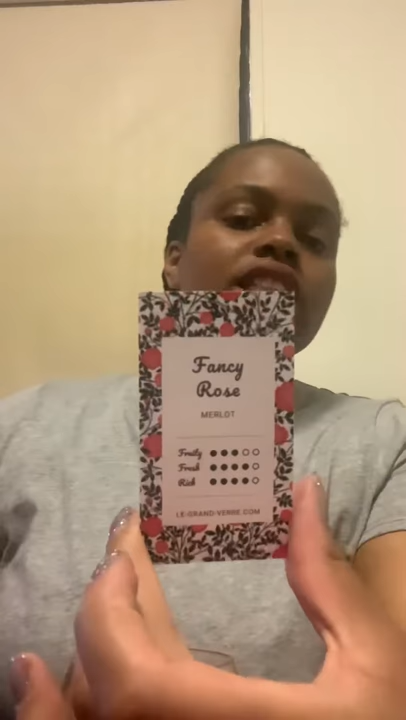 Fancy
Rose
MERLOT
Fruity
Fresh
Rich
LE-GRAND-VERRE.COM